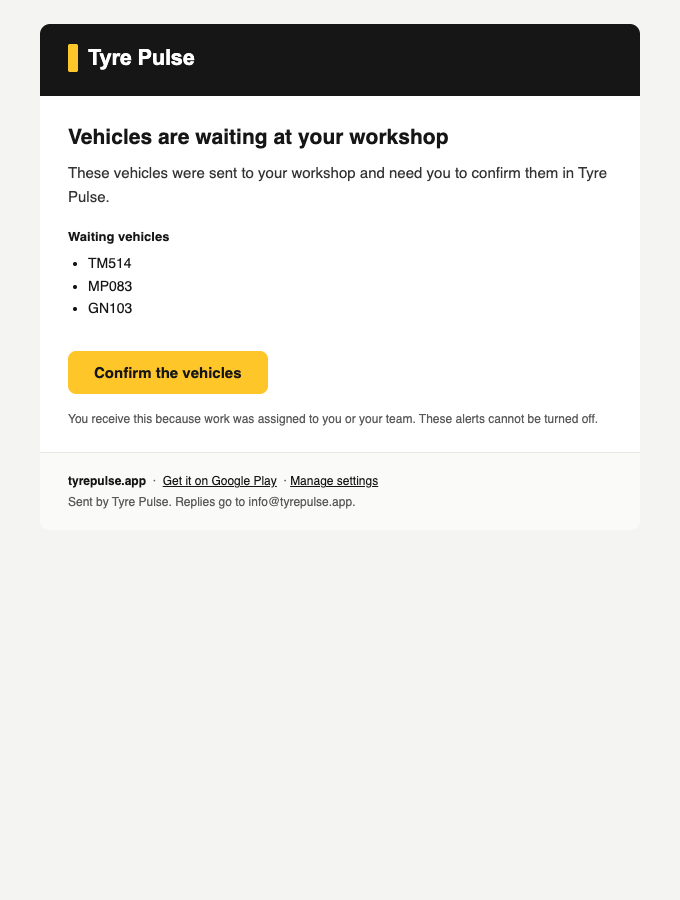 Tyre Pulse
Vehicles are waiting at your workshop
These vehicles were sent to your workshop and need you to confirm them in Tyre
Pulse.
Waiting vehicles
• TM514
• MP083
• GN103
Confirm the vehicles
You receive this because work was assigned to you or your team. These alerts cannot be turned off.
tyrepulse.app · Get it on Google Play · Manage settings
Sent by Tyre Pulse. Replies go to info@tyrepulse.app.